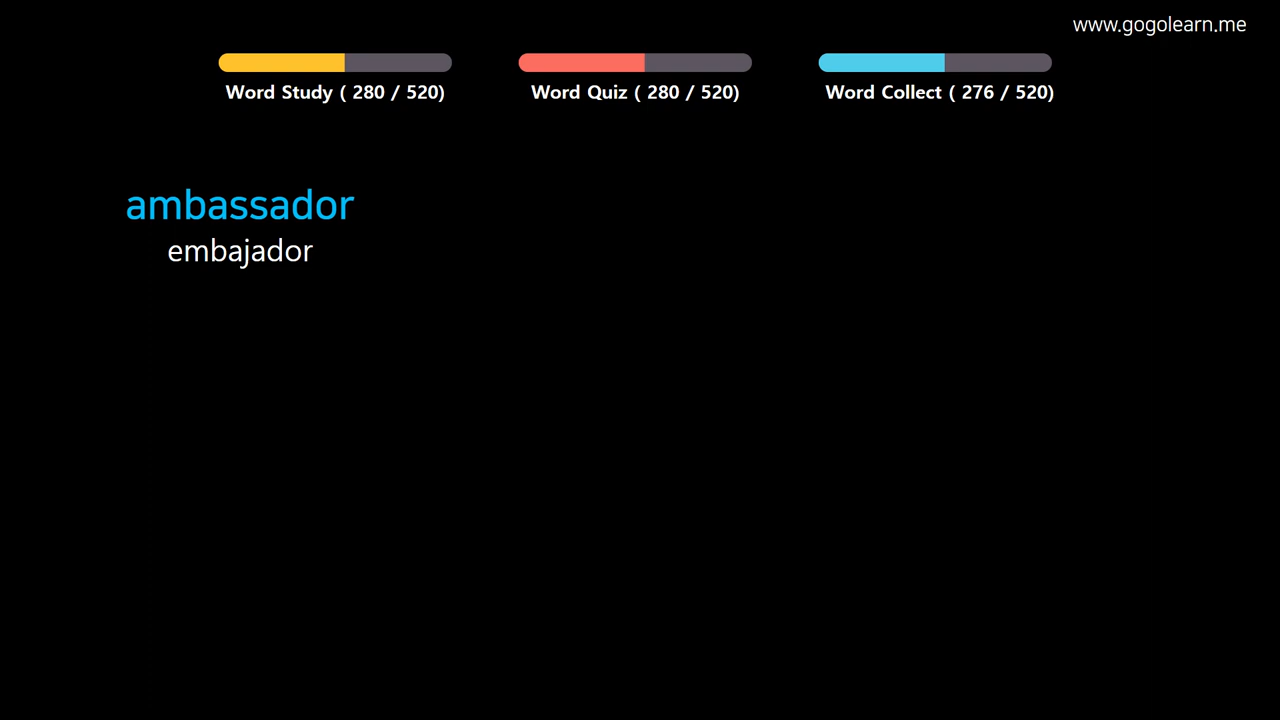 www.gogolearn.me
Word Study ( 280 / 520)
Word Quiz ( 280 / 520)
Word Collect ( 276 / 520)
ambassador
embajador